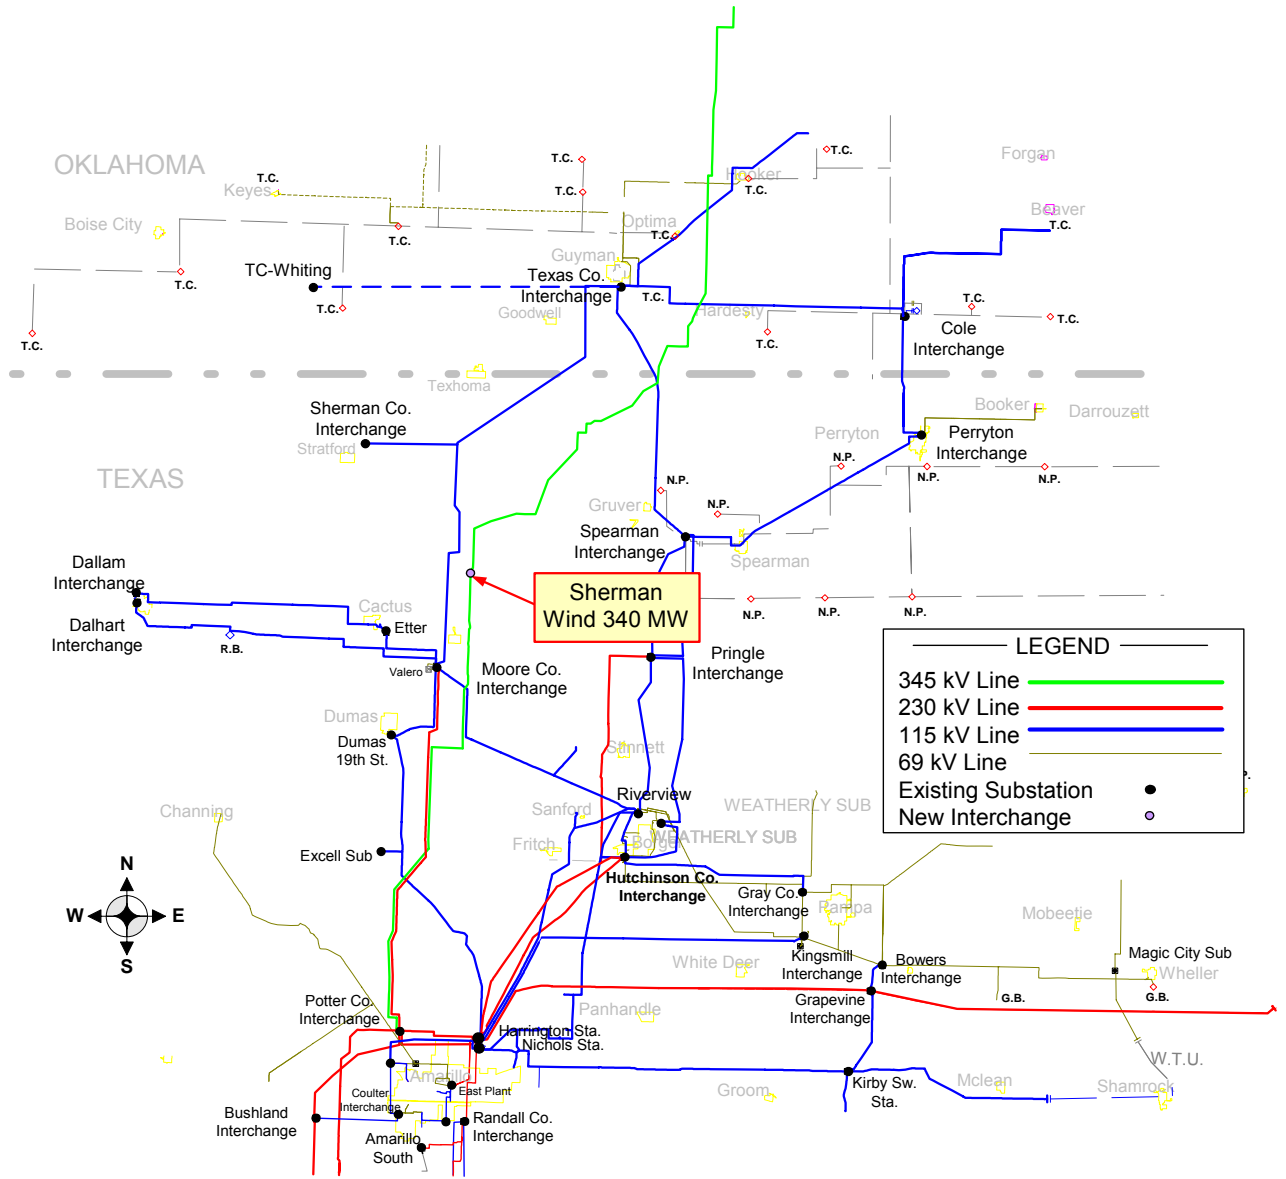 OKLAHOMA
Forgan
T.C.
T.C.
T.C.
Keyes
T.C.
Hooker
T.C.
Beaver
T.C.
Boise City
T.C.
Optima
T.C.
Guyman
TC-Whiting
T.C.
T.C.
Texas Co.
Interchange
T.C.
Goodwell
Hardesty
T.C.
T.C.
T.C.
T.C.
Cole
Interchange
Texhoma
Sherman Co.
Interchange
Stratford
Booker
Darrouzett
Perryton
Perryton
Interchange
TEXAS
N.P.
N.P.
N.P.
N.P.
N.P.
Gruver
Spearman
Interchange
Spearman
Dallam
Interchange
Dalhart
Interchange
R.B.
Cactus
Etter
Sherman
Wind 340 MW
N.P.
N.P.
N.P.
Valero
Moore Co.
Interchange
Pringle
Interchange
LEGEND
345 kV Line
230 kV Line
115 kV Line
69 kV Line
Existing Substation
New Interchange
P.
Dumas
Dumas
19th St.
Stinnett
Channing
Riverview
Sanford
WEATHERLY SUB
WEATHERLY SUB
Fritch
Borger
Excell Sub
Hutchinson Co.
Interchange
Gray Co.
Interchange
Pampa
Mobeetie
N
W
E
S
Kingsmill
Interchange
White Deer
Bowers
Interchange
Magic City Sub
Wheller
G.B.
G.B.
Grapevine
Interchange
Potter Co.
Interchange
Panhandle
Harrington Sta.
Nichols Sta.
W.T.U.
Amarillo
Coulter
Interchange
East Plant
Groom
Kirby Sw.
Sta.
Mclean
Shamrock
Bushland
Interchange
Randall Co.
Interchange
Amarillo
South